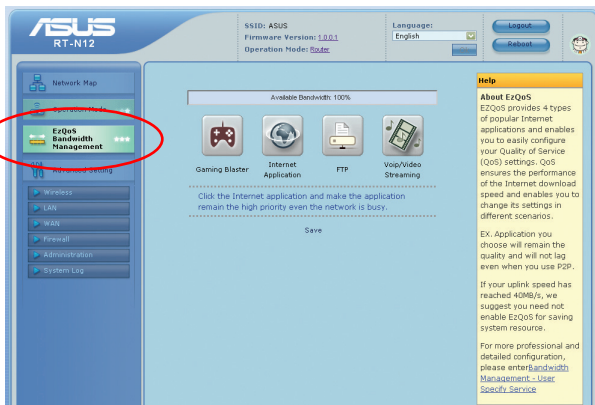 ASUS
RT-N12
SSID: ASUS
Firmware Version: 1.0.0.1
Operation Mode: Router
Language:
English
Logout
Reboot
Network Map
Operation Mode
EzQoS
Bandwidth
Management
Advanced Setting
Wireless
LAN
WAN
Firewall
Administration
System Log
Available Bandwidth: 100%
Gaming Blaster
Internet
Application
FTP
Voip/Video
Streaming
Click the Internet application and make the application
remain the high priority even the network is busy.
Save
Help
About EzQoS
EZQoS provides 4 types
of popular Internet
applications and enables
you to easily configure
your Quality of Service
(QoS) settings. QoS
ensures the performance
of the Internet download
speed and enables you to
change its settings in
different scenarios.
EX. Application you
choose will remain the
quality and will not lag
even when you use P2P.
If your uplink speed has
reached 40MB/s, we
suggest you need not
enable EzQoS for saving
system resource.
For more professional and
detailed configuration,
please enterBandwidth
Management - User
Specify Service